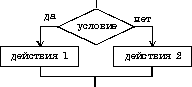 да
условие
нет
действия 1
действия 2